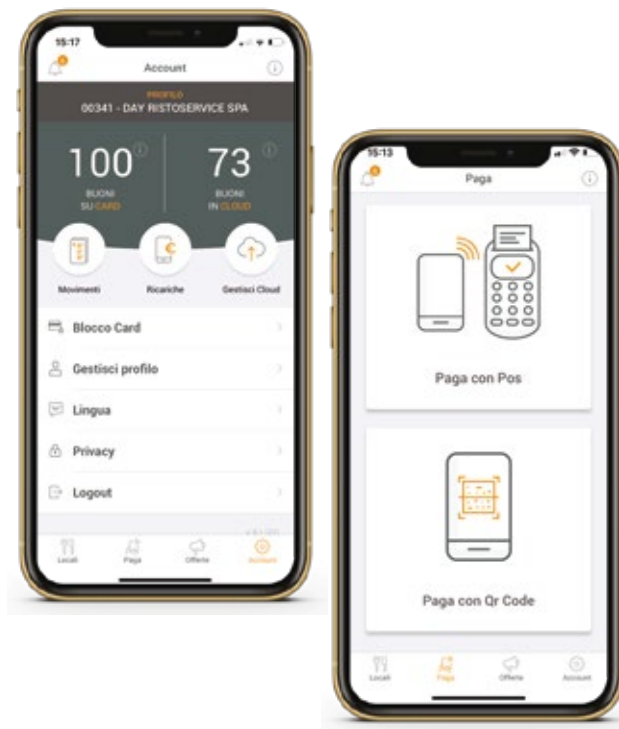 15:17
Account
PROFILO
00341 - DAY RISTOSERVICE SPA
100
BUONI
SU CARD
73
BUONI
IN CLOUD
Movimenti
Ricariche
Gestisci Cloud
Blocco Card
Gestisci profilo
Lingua
Privacy
Logout
Locali
Paga
Offerte
Account
15:13
Paga
Paga con Pos
Paga con Qr Code
Locali
Paga
Offerte
Account